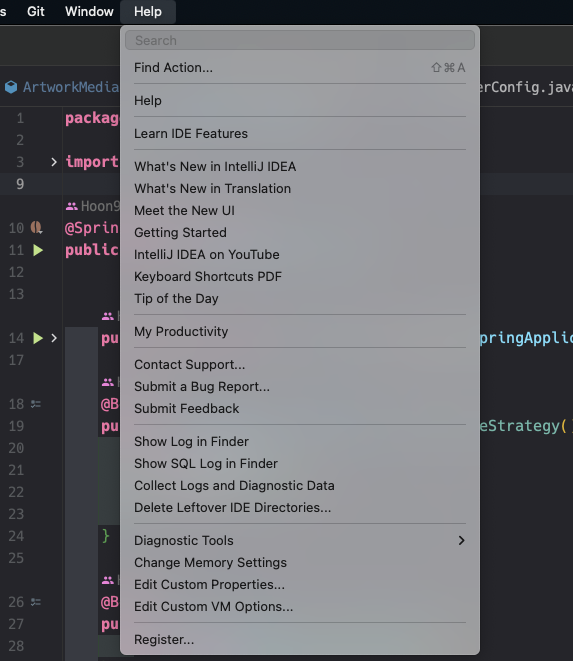 s Git Window Help
Search
Find Action... ⇧⌘A
ArtworkMedia erConfig.java
Help
1 packag
2
Learn IDE Features
3 import
What's New in IntelliJ IDEA
9
What's New in Translation
Hoon9
Meet the New UI
10 @Sprin
Getting Started
11 public
IntelliJ IDEA on YouTube
12
Keyboard Shortcuts PDF
13
Tip of the Day
My Productivity
14 pu pringApplic
17
Contact Support...
Submit a Bug Report...
18 @B
Submit Feedback
19 pu eStrategy()
20
Show Log in Finder
21
Show SQL Log in Finder
22
Collect Logs and Diagnostic Data
23
Delete Leftover IDE Directories...
24 }
Diagnostic Tools
25
Change Memory Settings
Edit Custom Properties...
26 @B
Edit Custom VM Options...
27 pu
28
Register...